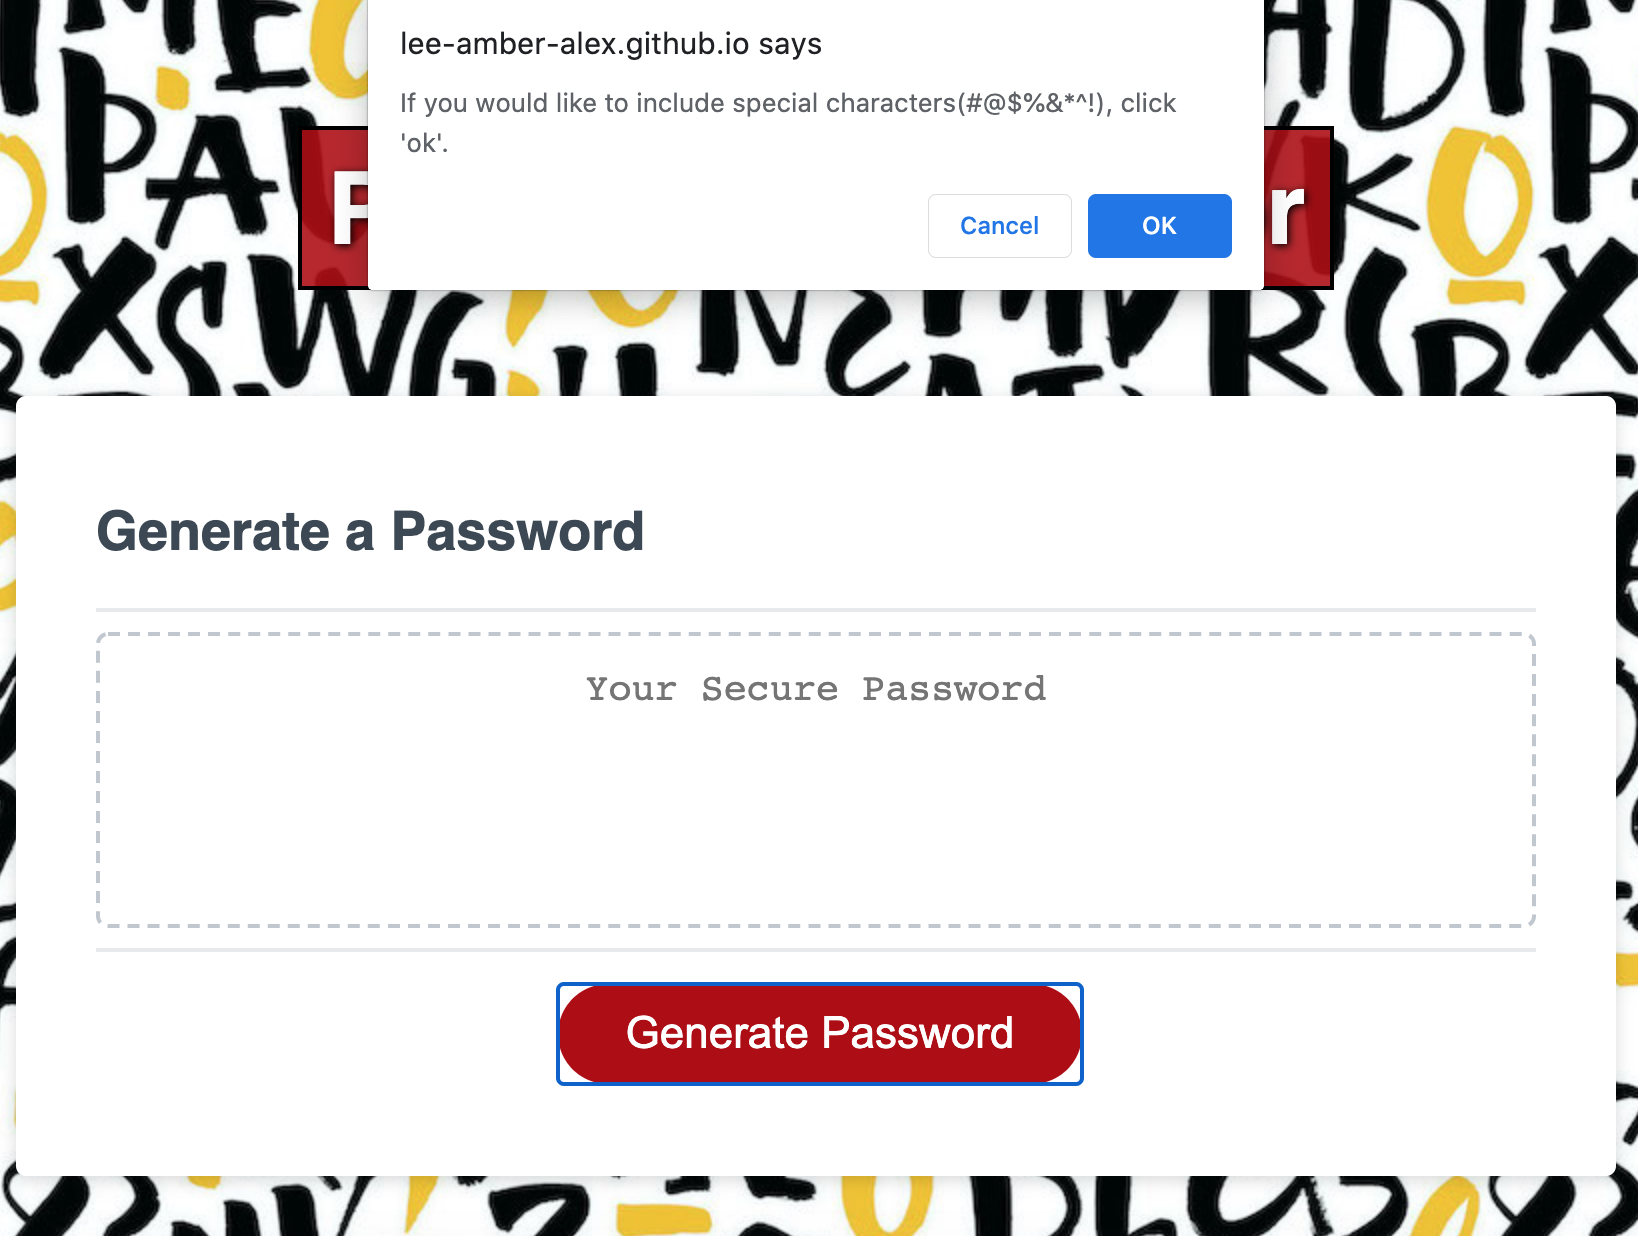 lee-amber-alex.github.io says
If you would like to include special characters(#@$%&*^!), click
'ok'.
Cancel
OK
P
r
Generate a Password
Your Secure Password
Generate Password